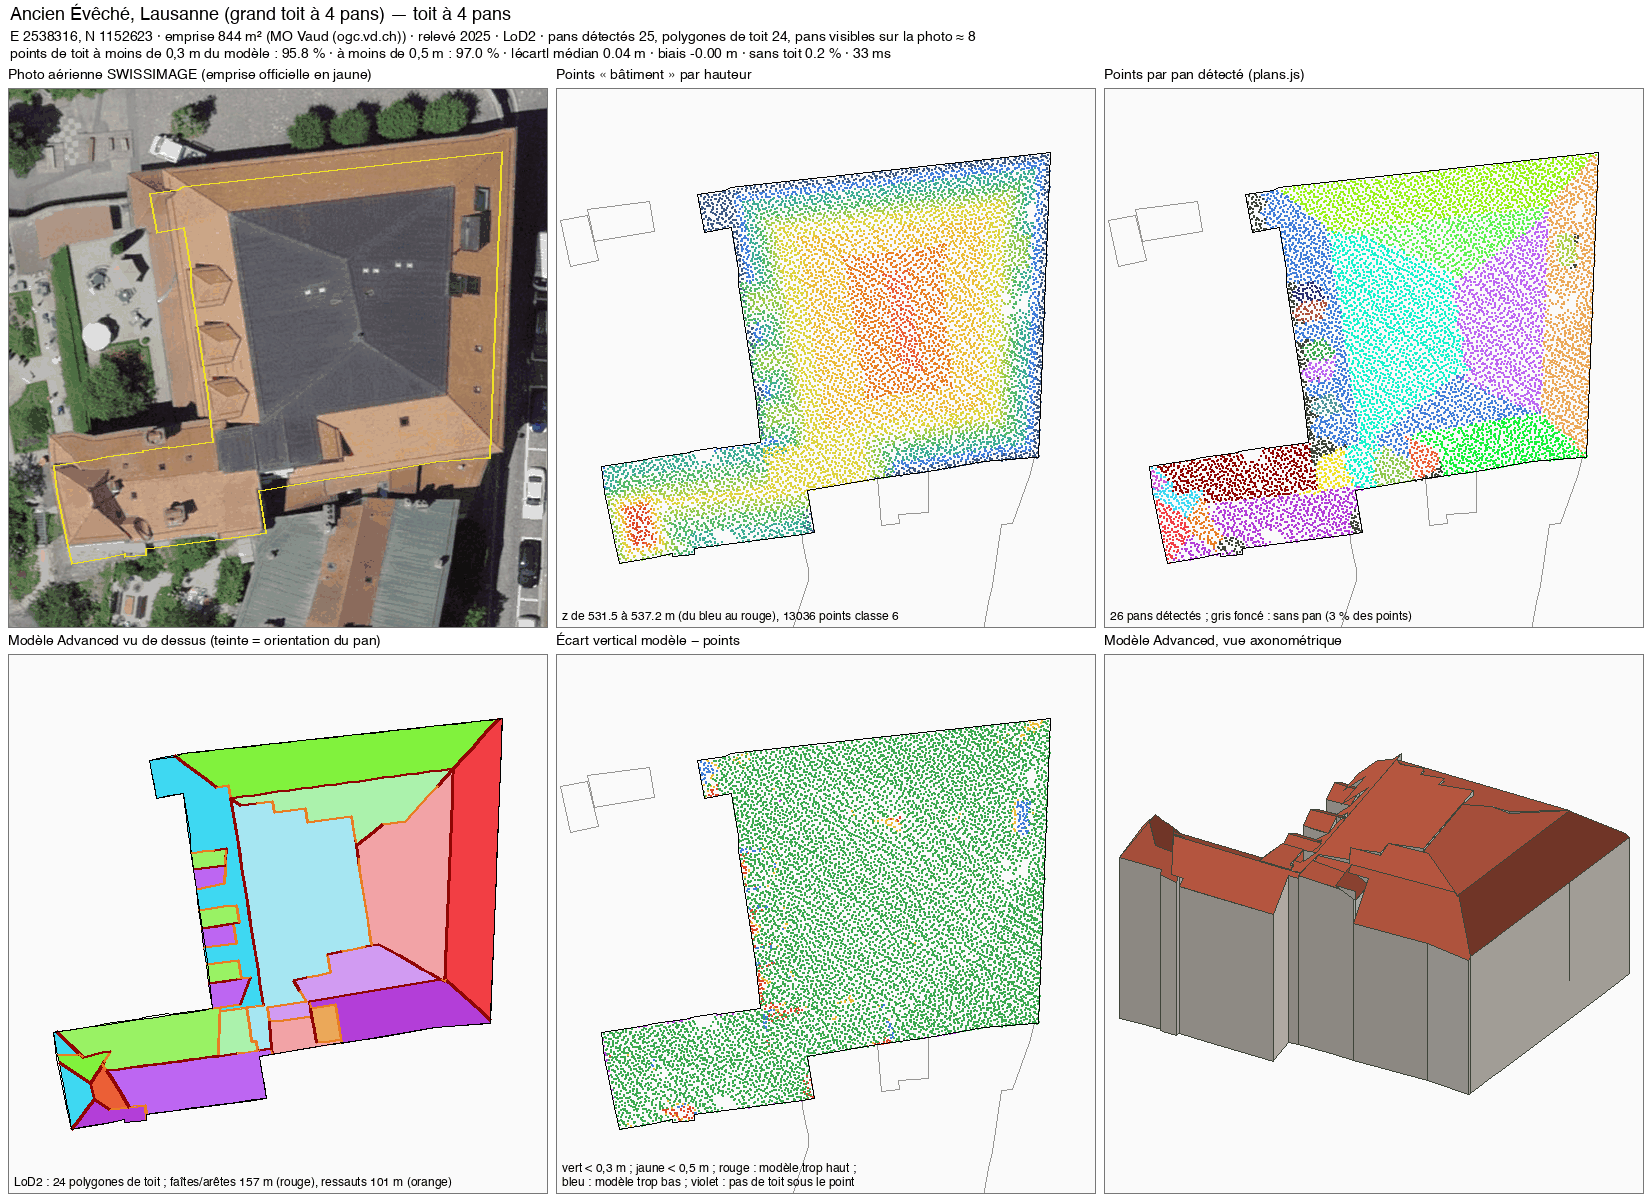 Ancien Évêché, Lausanne (grand toit à 4 pans) — toit à 4 pans
E 2538316, N 1152623 · emprise 844 m² (MO Vaud (ogc.vd.ch)) · relevé 2025 · LoD2 · pans détectés 25, polygones de toit 24, pans visibles sur la photo ≈ 8
points de toit à moins de 0,3 m du modèle : 95.8 % · à moins de 0,5 m : 97.0 % · |écart| médian 0.04 m · biais -0.00 m · sans toit 0.2 % · 33 ms
Photo aérienne SWISSIMAGE (emprise officielle en jaune)
Points « bâtiment » par hauteur
Points par pan détecté (plans.js)
z de 531.5 à 537.2 m (du bleu au rouge), 13036 points classe 6
26 pans détectés ; gris foncé : sans pan (3 % des points)
Modèle Advanced vu de dessus (teinte = orientation du pan)
Écart vertical modèle – points
Modèle Advanced, vue axonométrique
LoD2 : 24 polygones de toit ; faîtes/arêtes 157 m (rouge), ressauts 101 m (orange)
vert < 0,3 m ; jaune < 0,5 m ; rouge : modèle trop haut ;
bleu : modèle trop bas ; violet : pas de toit sous le point